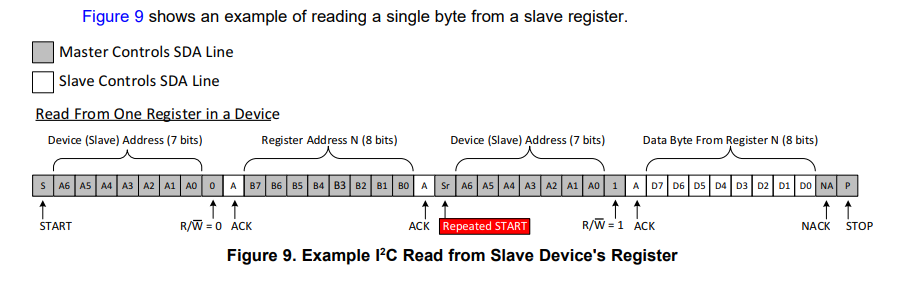 Figure 9 shows an example of reading a single byte from a slave register.
Master Controls SDA Line
Slave Controls SDA Line
Read From One Register in a Device
Device (Slave) Address (7 bits) Register Address N (8 bits) Device (Slave) Address (7 bits) Data Byte From Register N (8 bits)
S A6 A5 A4 A3 A2 A1 A0 0 A B7 B6 B5 B4 B3 B2 B1 B0 A Sr A6 A5 A4 A3 A2 A1 A0 1 A D7 D6 D5 D4 D3 D2 D1 D0 NA P
START R/W̅ = 0 ACK ACK Repeated START R/W̅ = 1 ACK NACK STOP
Figure 9. Example I²C Read from Slave Device's Register